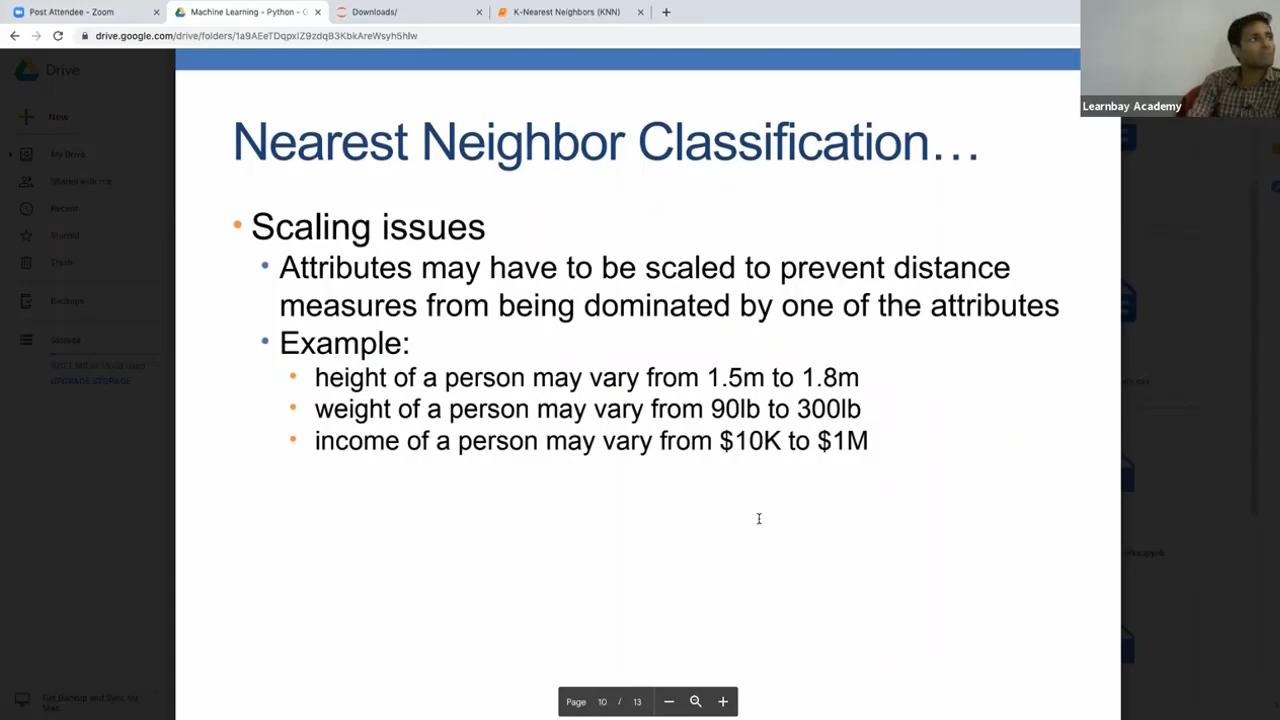 Post Attendee - Zoom
Machine Learning - Python - G
Downloads/
K-Nearest Neighbors (KNN)
drive.google.com/drive/folders/1a9AEeTDqpxIZ9zdqB3KbkAreWsyh5hIw
Learnbay Academy
Drive
New
My Drive
Shared with me
Recent
Starred
Trash
Backups
Storage
UPGRADE STORAGE
Get Backup and Sync for
Mac
Nearest Neighbor Classification…
• Scaling issues
• Attributes may have to be scaled to prevent distance
measures from being dominated by one of the attributes
• Example:
• height of a person may vary from 1.5m to 1.8m
• weight of a person may vary from 90lb to 300lb
• income of a person may vary from $10K to $1M
Page 10 / 13